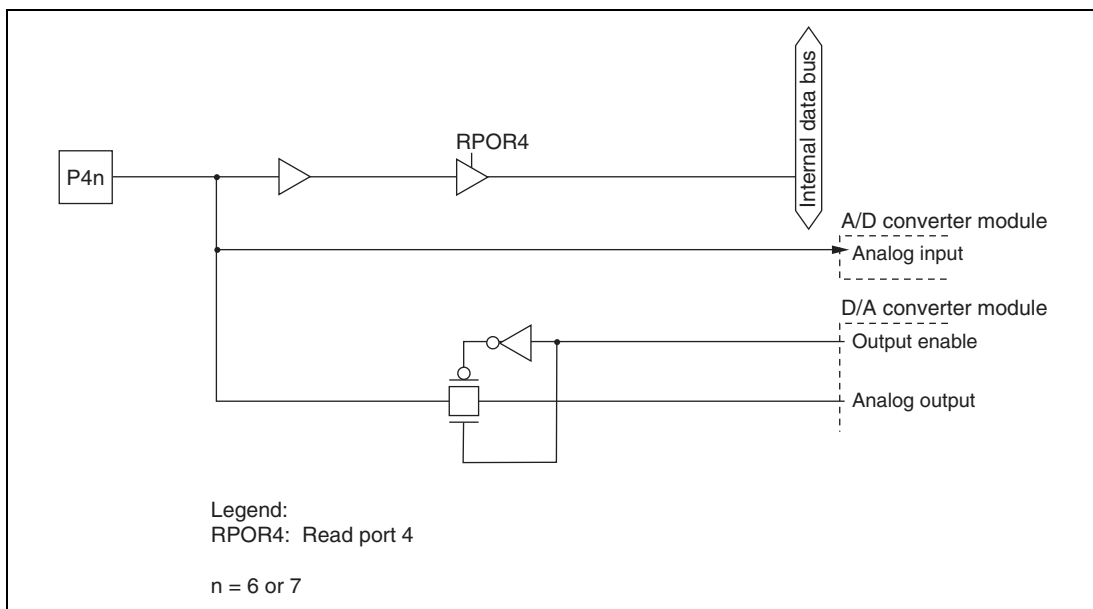 Internal data bus
RPOR4
P4n
A/D converter module
Analog input
D/A converter module
Output enable
Analog output
Legend:
RPOR4: Read port 4
n = 6 or 7